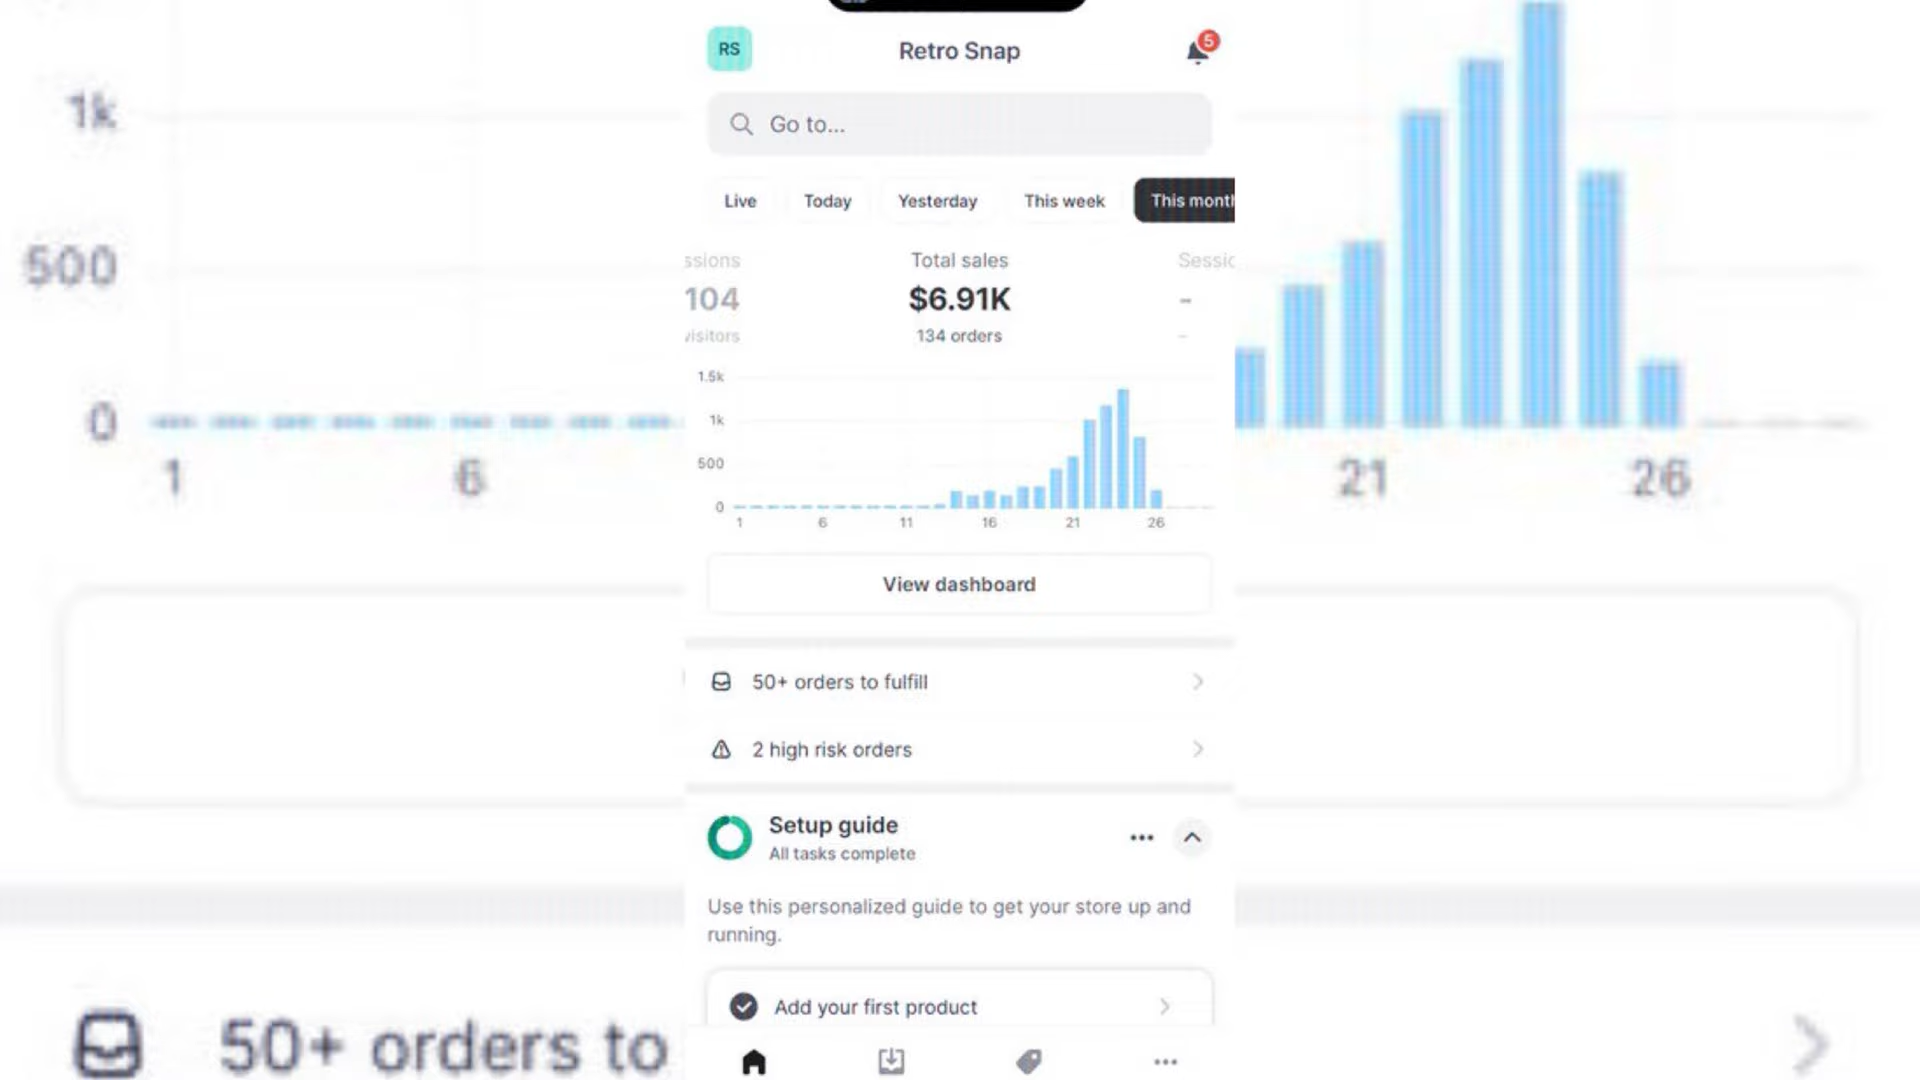 RS
Retro Snap
5
Go to...
Live
Today
Yesterday
This week
This month
ssions
Total sales
Sessic
104
$6.91K
-
visitors
134 orders
-
1.5k
1k
500
0
1
6
11
16
21
26
View dashboard
50+ orders to fulfill
2 high risk orders
Setup guide
All tasks complete
Use this personalized guide to get your store up and
running.
Add your first product
1k
500
0
1
6
21
26
50+ orders to